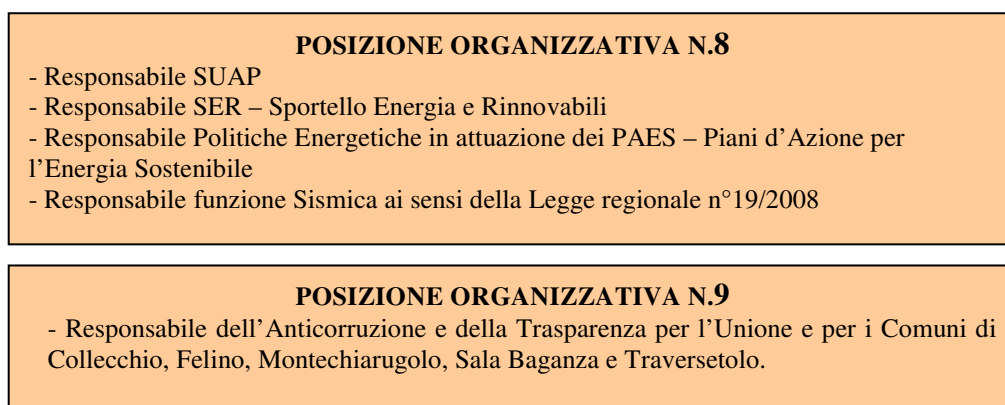 POSIZIONE ORGANIZZATIVA N.8
- Responsabile SUAP
- Responsabile SER – Sportello Energia e Rinnovabili
- Responsabile Politiche Energetiche in attuazione dei PAES – Piani d’Azione per
l’Energia Sostenibile
- Responsabile funzione Sismica ai sensi della Legge regionale n°19/2008
POSIZIONE ORGANIZZATIVA N.9
- Responsabile dell’Anticorruzione e della Trasparenza per l’Unione e per i Comuni di
Collecchio, Felino, Montechiarugolo, Sala Baganza e Traversetolo.